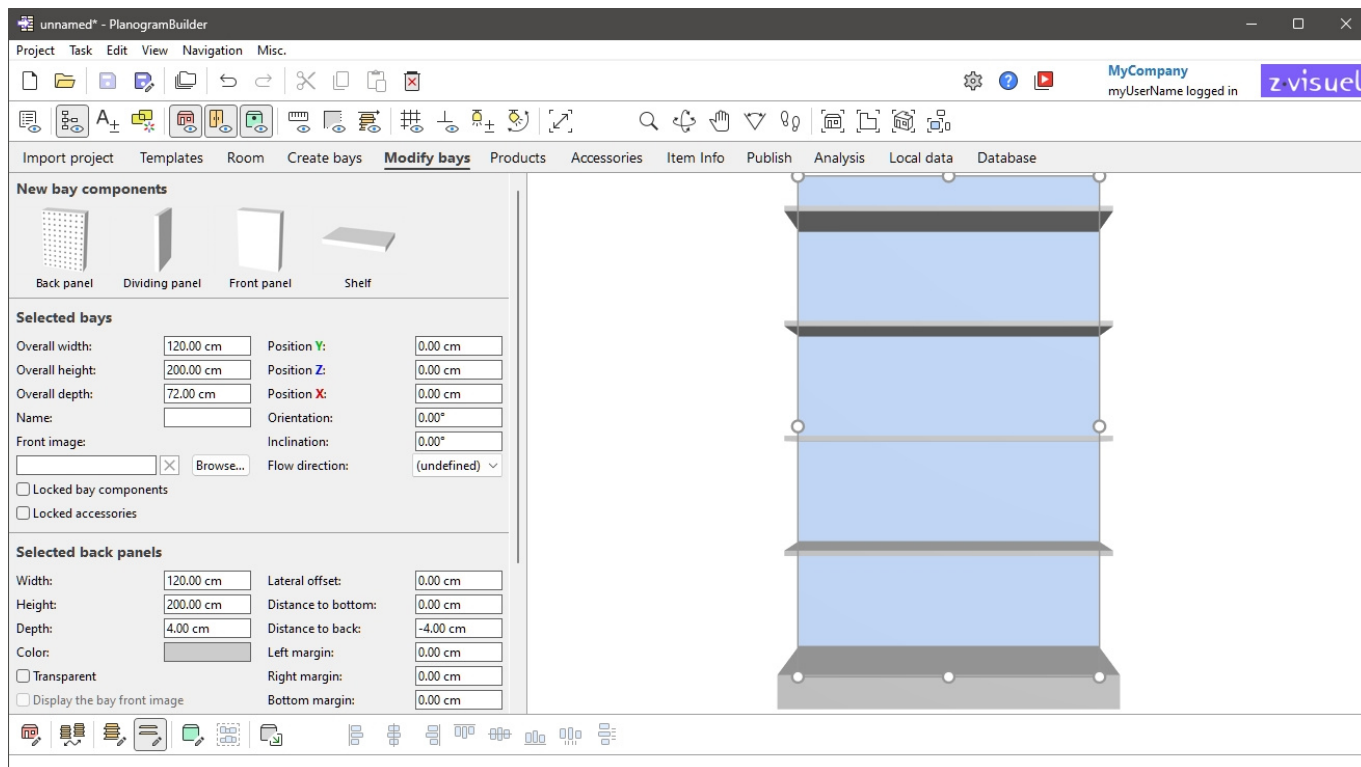 unnamed* - PlanogramBuilder
Project Task Edit View Navigation Misc.
MyCompany
myUserName logged in
z·visuel
Import project Templates Room Create bays Modify bays Products Accessories Item Info Publish Analysis Local data Database
New bay components
Back panel Dividing panel Front panel Shelf
Selected bays
Overall width: 120.00 cm Position Y: 0.00 cm
Overall height: 200.00 cm Position Z: 0.00 cm
Overall depth: 72.00 cm Position X: 0.00 cm
Name: Orientation: 0.00°
Front image: Inclination: 0.00°
Browse... Flow direction: (undefined)
Locked bay components
Locked accessories
Selected back panels
Width: 120.00 cm Lateral offset: 0.00 cm
Height: 200.00 cm Distance to bottom: 0.00 cm
Depth: 4.00 cm Distance to back: -4.00 cm
Color: Left margin: 0.00 cm
Transparent Right margin: 0.00 cm
Display the bay front image Bottom margin: 0.00 cm